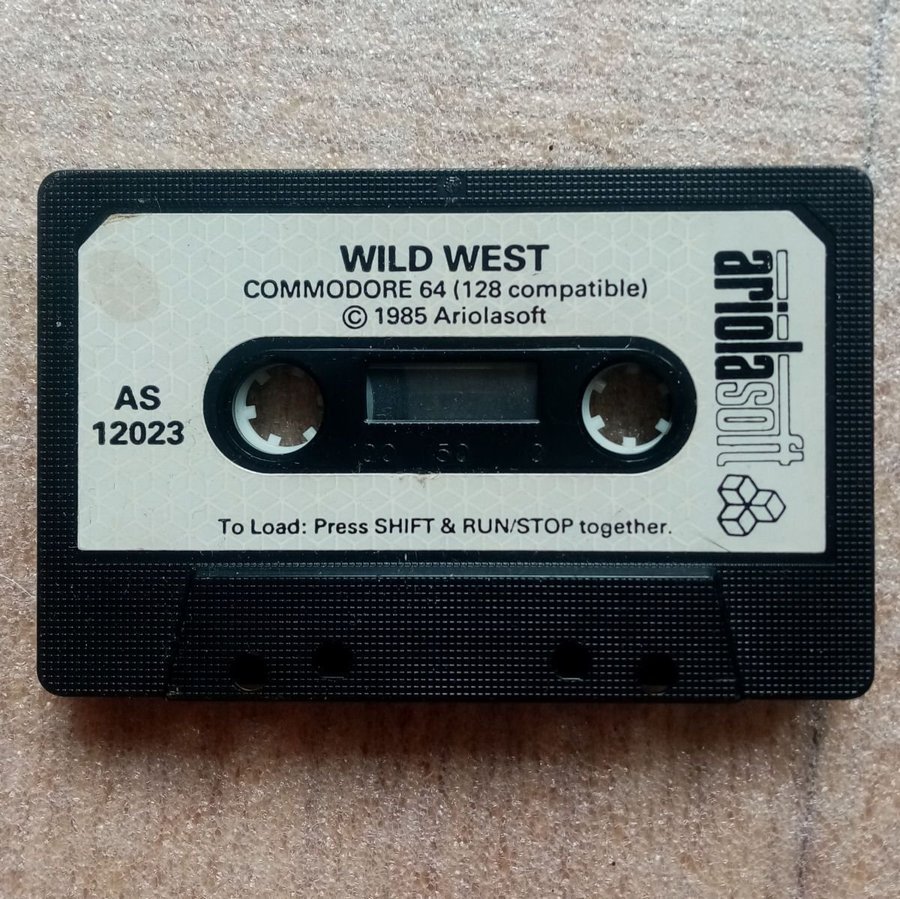 WILD WEST
COMMODORE 64 (128 compatible)
© 1985 Ariolasoft
ariolasoft
AS
12023
100 50 0
To Load: Press SHIFT & RUN/STOP together.